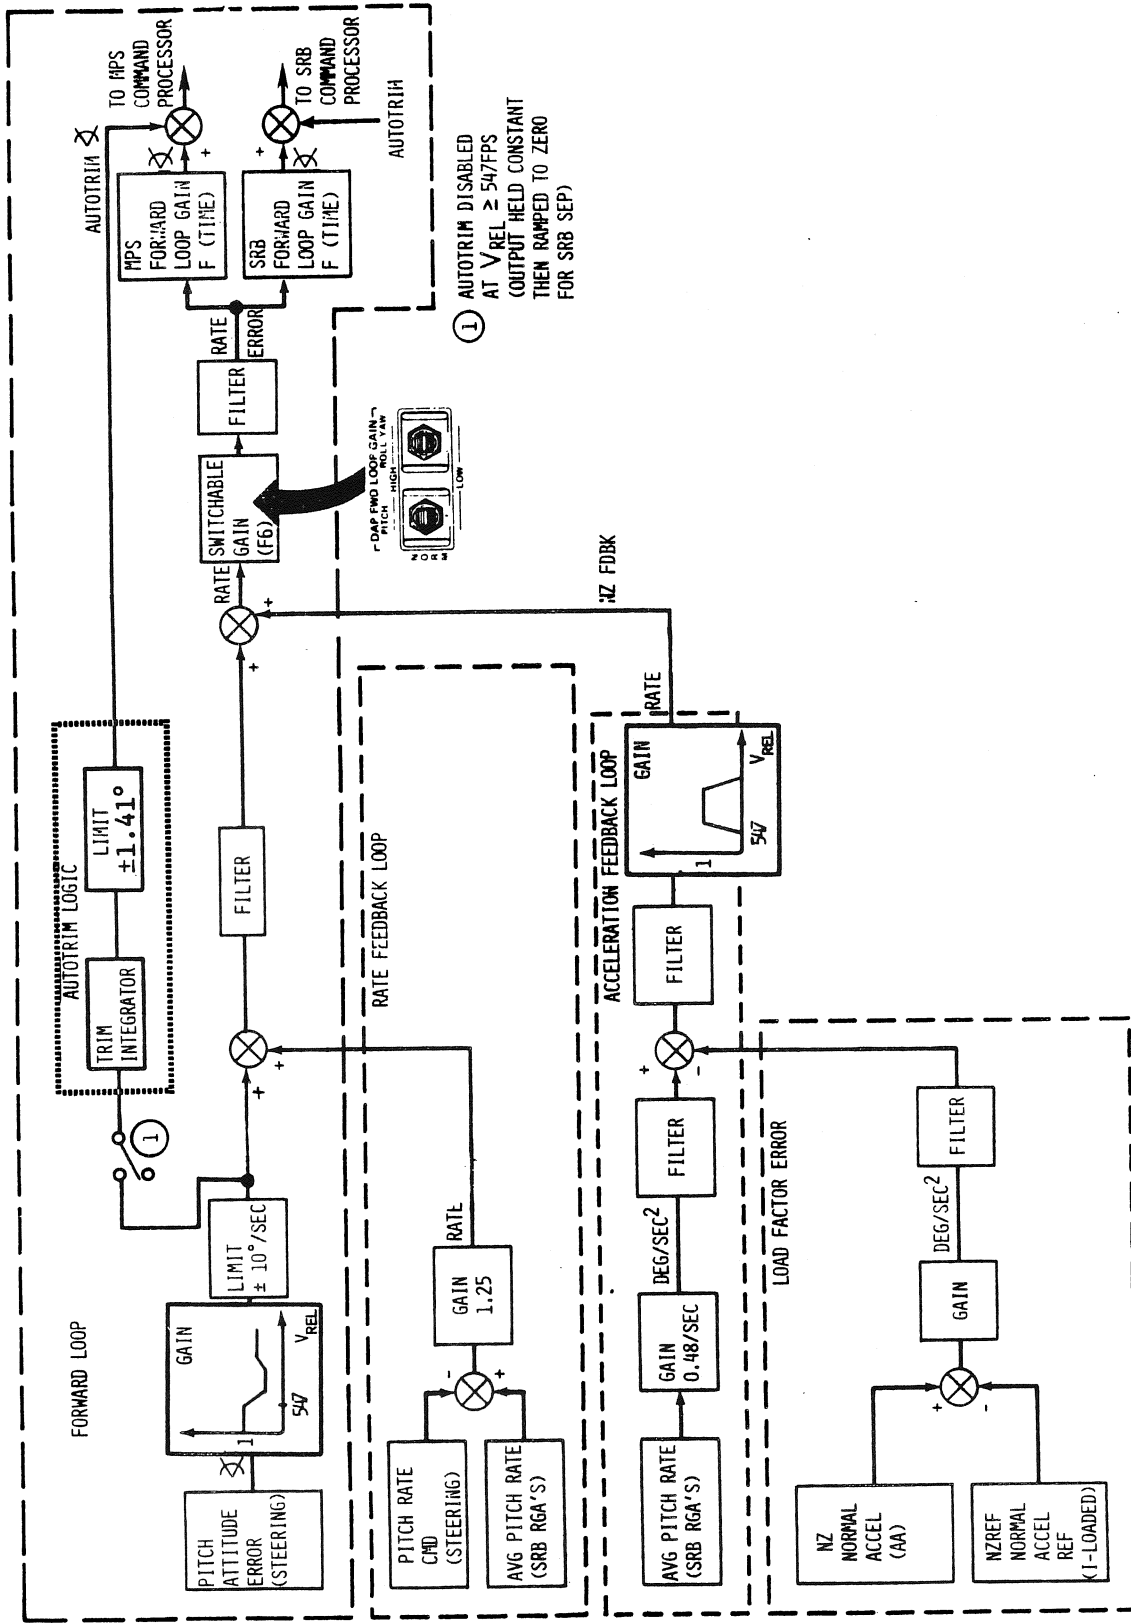 FORWARD LOOP
PITCH
ATTITUDE
ERROR
(STEERING)
GAIN
1
547
VREL
LIMIT
± 10°/SEC
1
AUTOTRIM LOGIC
TRIM
INTEGRATOR
LIMIT
±1.41°
+
+
FILTER
+
+
RATE
SWITCHABLE
GAIN
(F6)
FILTER
RATE
ERROR
AUTOTRIM
MPS
FORWARD
LOOP GAIN
F (TIME)
+
TO MPS
COMMAND
PROCESSOR
SRB
FORWARD
LOOP GAIN
F (TIME)
+
TO SRB
COMMAND
PROCESSOR
AUTOTRIM
DAP FWD LOOP GAIN
PITCH
ROLL YAW
HIGH
NORM
LOW
1 AUTOTRIM DISABLED
AT VREL ≥ 547FPS
(OUTPUT HELD CONSTANT
THEN RAMPED TO ZERO
FOR SRB SEP)
RATE FEEDBACK LOOP
PITCH RATE
CMD
(STEERING)
AVG PITCH RATE
(SRB RGA'S)
-
+
GAIN
1.25
RATE
ACCELERATION FEEDBACK LOOP
AVG PITCH RATE
(SRB RGA'S)
GAIN
0.48/SEC
DEG/SEC²
FILTER
+
-
FILTER
GAIN
1
547
VREL
RATE
NZ FDBK
LOAD FACTOR ERROR
NZ
NORMAL
ACCEL
(AA)
NZREF
NORMAL
ACCEL
REF
(I-LOADED)
+
-
GAIN
DEG/SEC²
FILTER